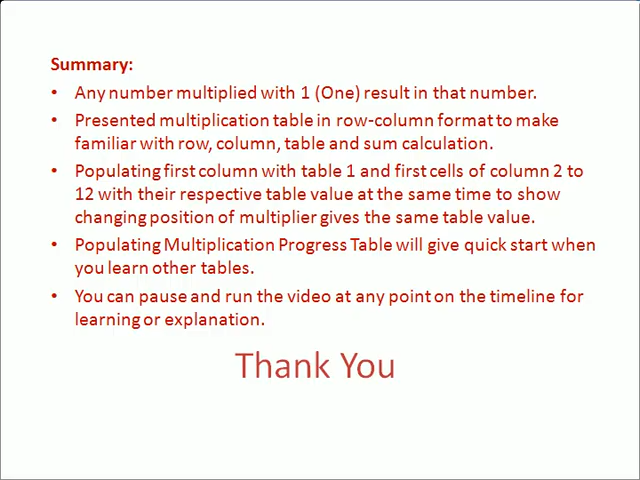 Summary:
• Any number multiplied with 1 (One) result in that number.
• Presented multiplication table in row-column format to make
familiar with row, column, table and sum calculation.
• Populating first column with table 1 and first cells of column 2 to
12 with their respective table value at the same time to show
changing position of multiplier gives the same table value.
• Populating Multiplication Progress Table will give quick start when
you learn other tables.
• You can pause and run the video at any point on the timeline for
learning or explanation.
Thank You